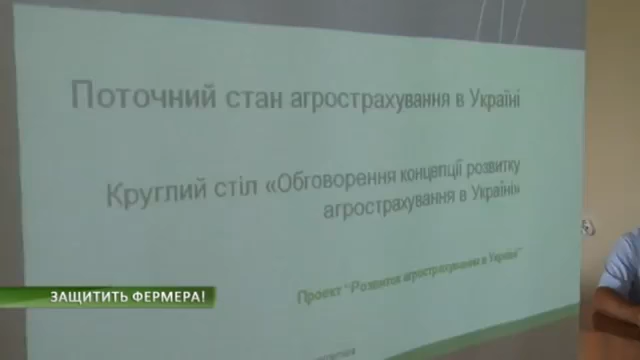 Поточний стан агрострахування в Україні
Круглий стіл «Обговорення концепції розвитку
агрострахування в Україні»
Проект "Розвиток агрострахування в Україні"
ЗАЩИТИТЬ ФЕРМЕРА!